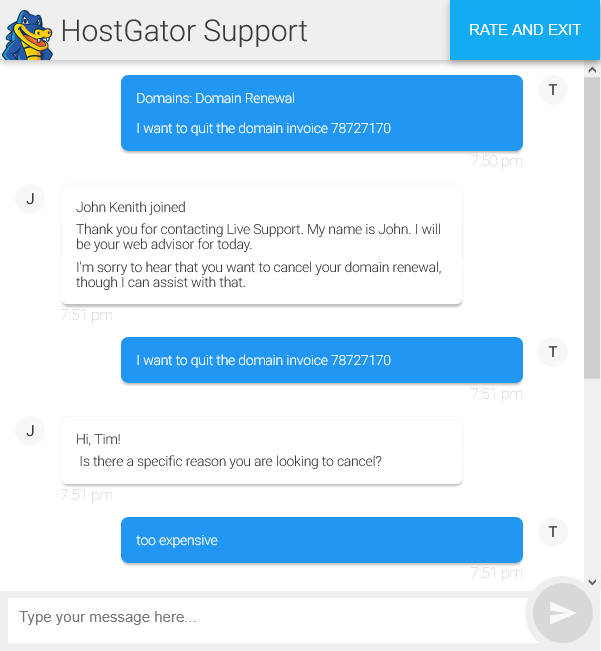 HostGator Support
RATE AND EXIT
Domains: Domain Renewal
I want to quit the domain invoice 78727170
T
7:50 pm
J
John Kenith joined
Thank you for contacting Live Support. My name is John. I will
be your web advisor for today.
I'm sorry to hear that you want to cancel your domain renewal,
though I can assist with that.
7:51 pm
I want to quit the domain invoice 78727170
T
7:51 pm
J
Hi, Tim!
Is there a specific reason you are looking to cancel?
7:51 pm
too expensive
T
7:51 pm
Type your message here...